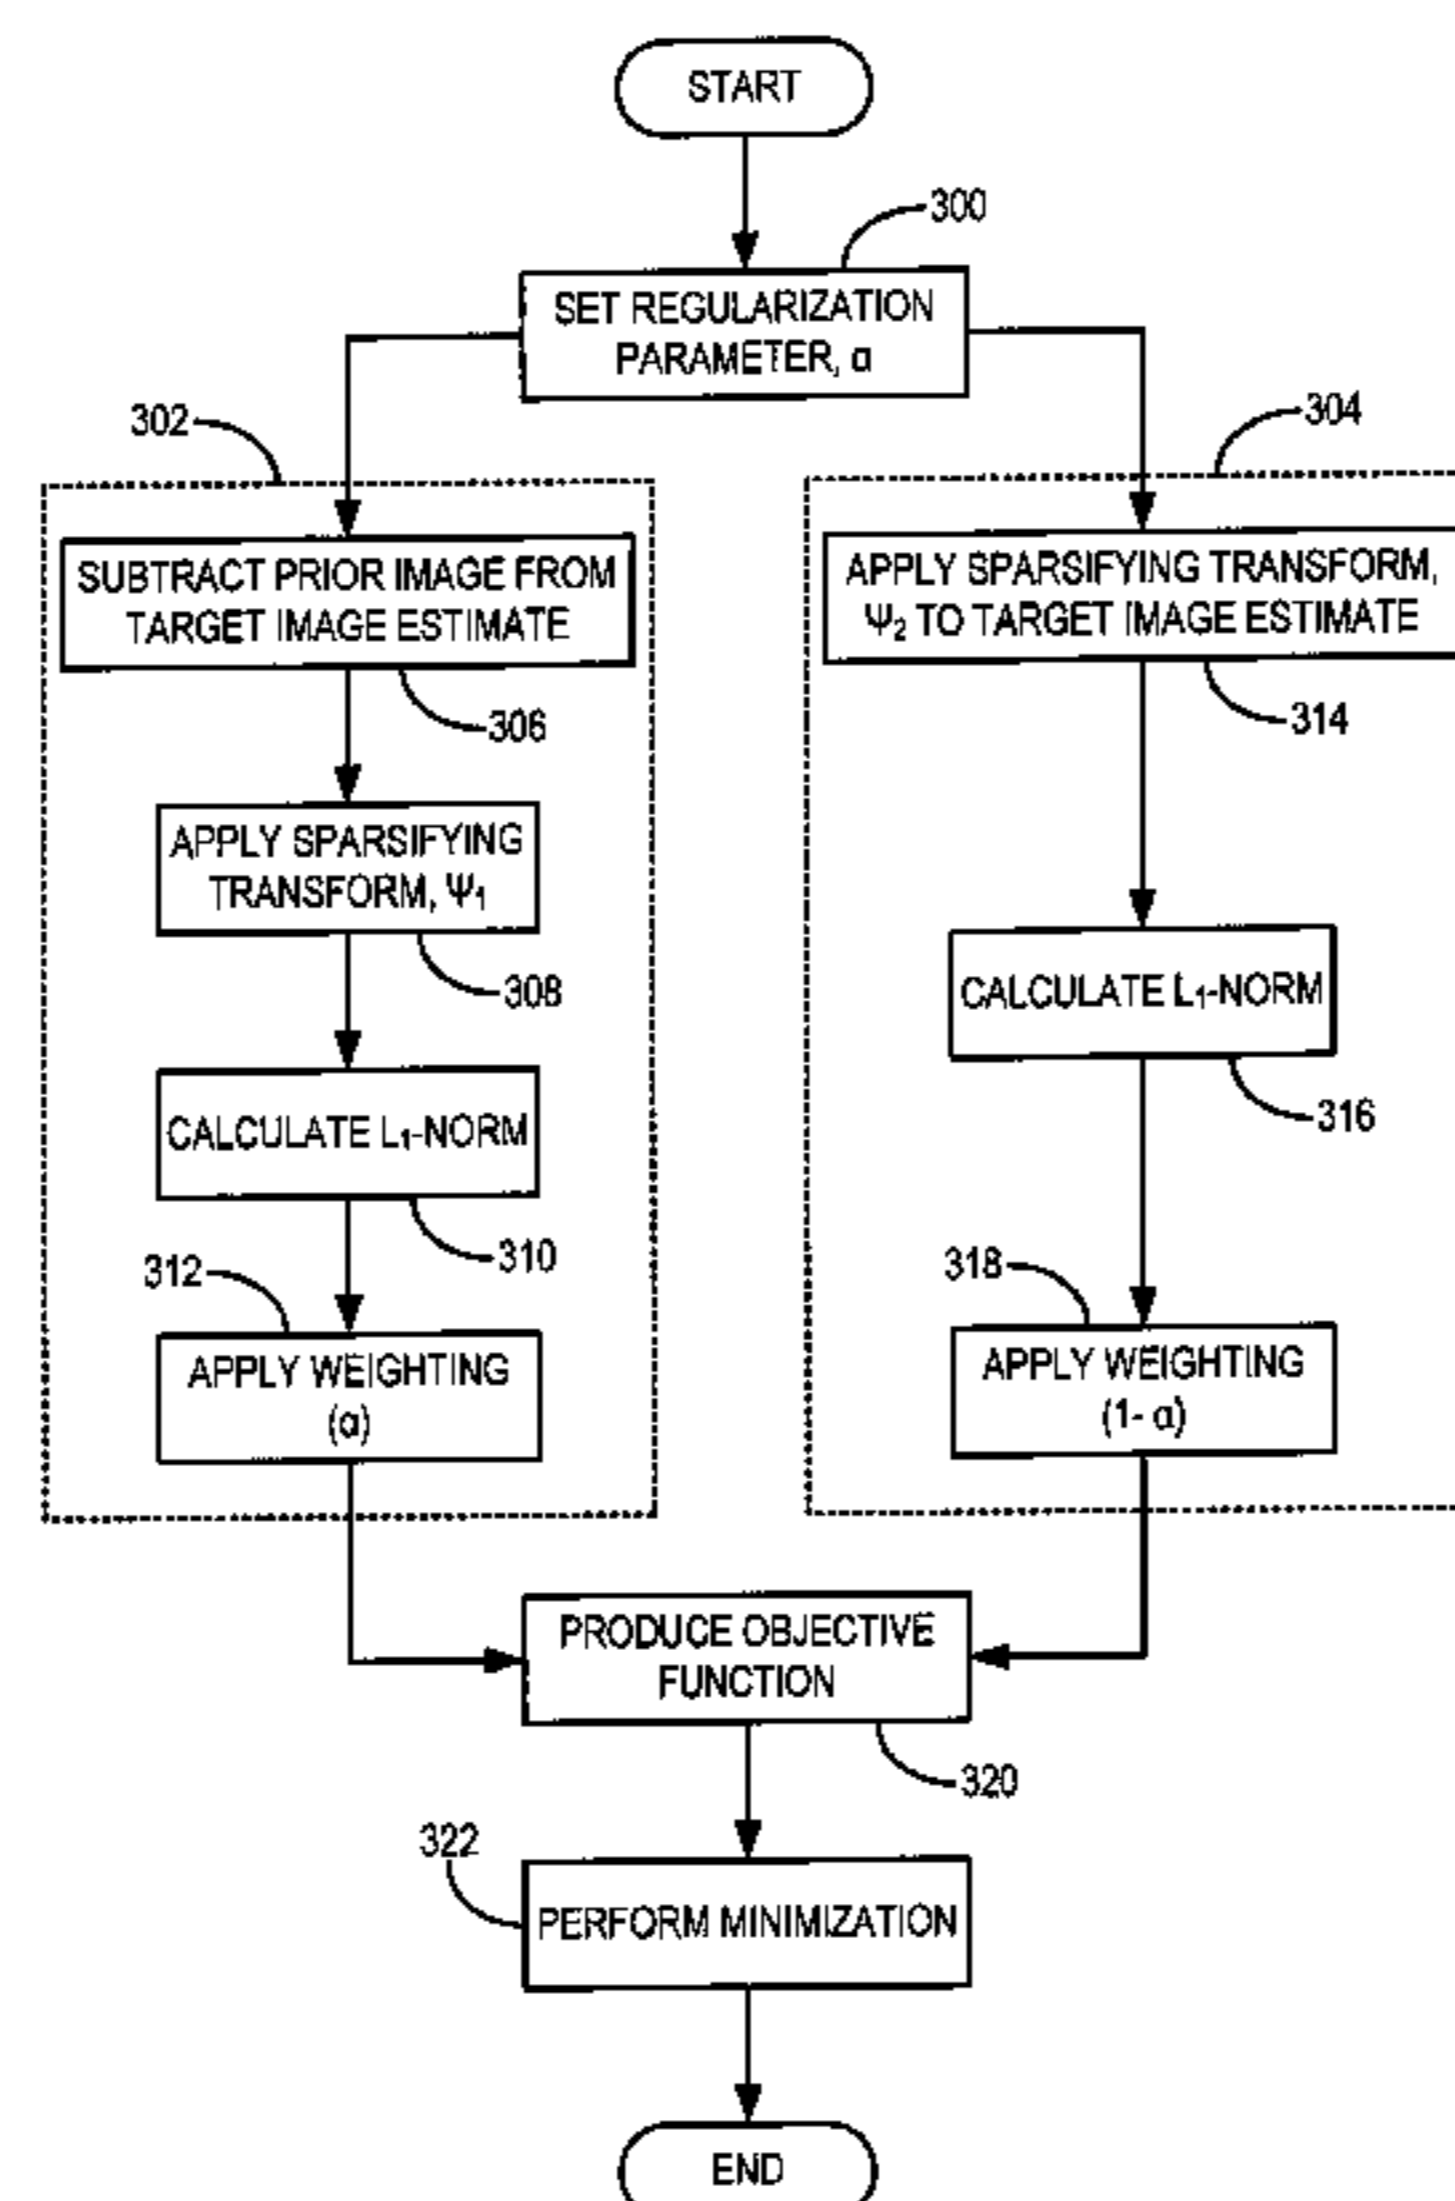 START
300
SET REGULARIZATION
PARAMETER, α
302
304
SUBTRACT PRIOR IMAGE FROM
TARGET IMAGE ESTIMATE
306
APPLY SPARSIFYING TRANSFORM,
Ψ₂ TO TARGET IMAGE ESTIMATE
314
APPLY SPARSIFYING
TRANSFORM, Ψ₁
308
CALCULATE L₁-NORM
316
CALCULATE L₁-NORM
310
312
APPLY WEIGHTING
(α)
318
APPLY WEIGHTING
(1- α)
PRODUCE OBJECTIVE
FUNCTION
320
322
PERFORM MINIMIZATION
END